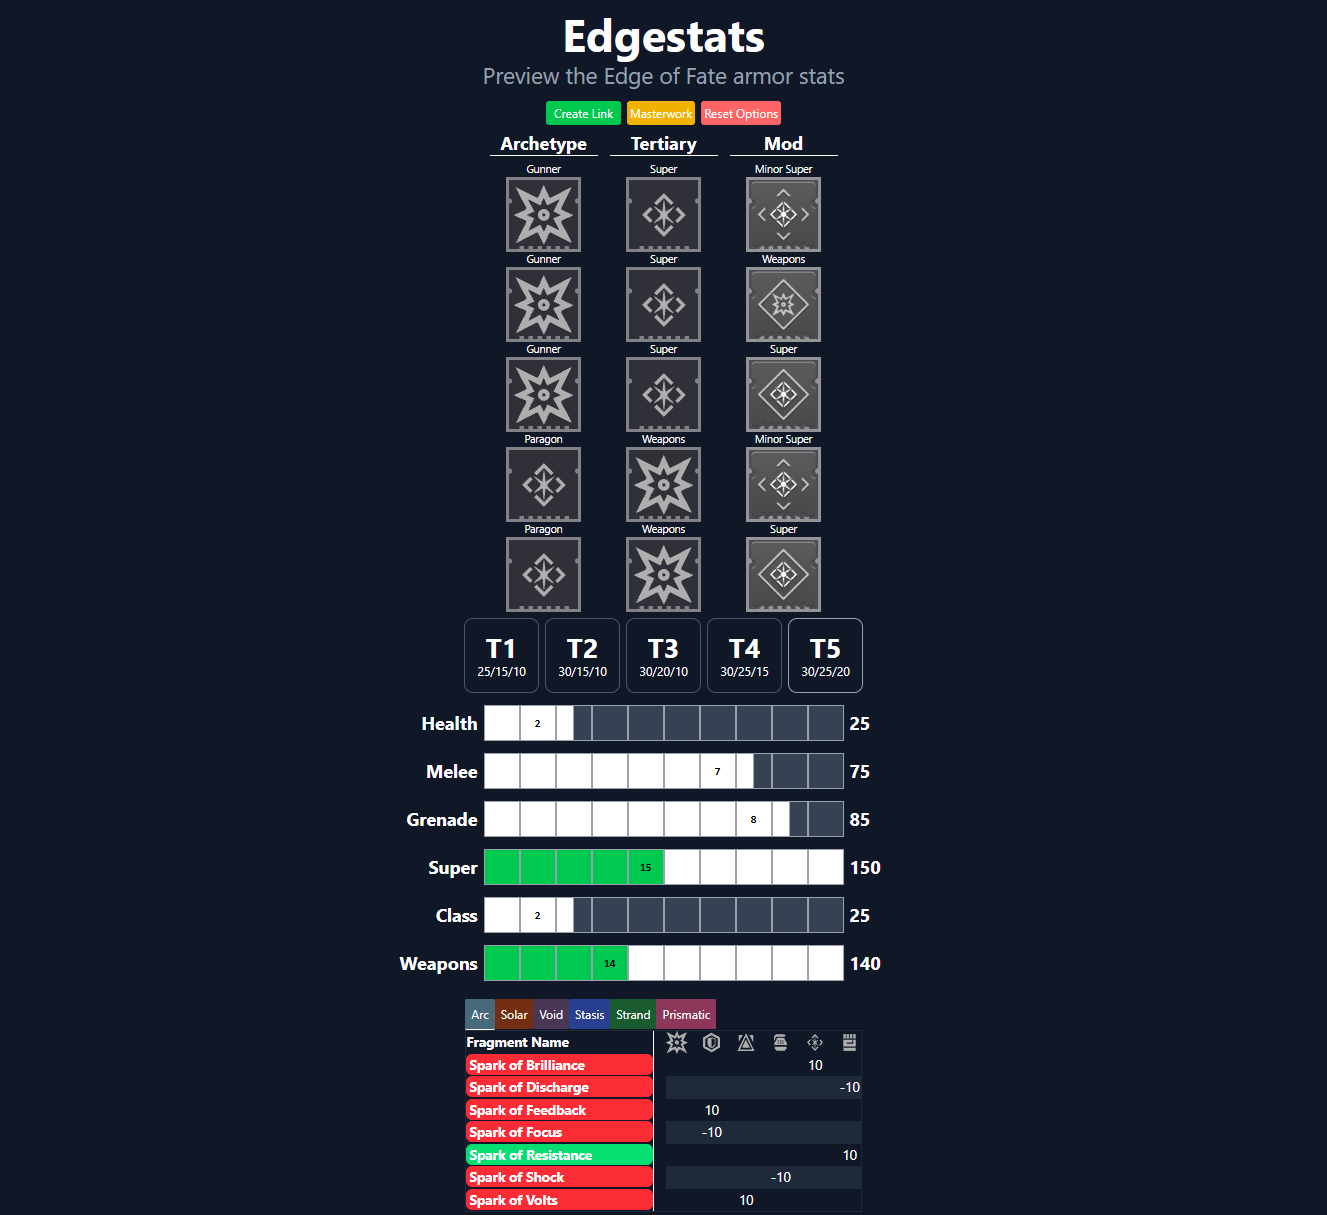 Edgestats
Preview the Edge of Fate armor stats
Create Link Masterwork Reset Options
Archetype Tertiary Mod
Gunner Super Minor Super
Gunner Super Weapons
Gunner Super Super
Paragon Weapons Minor Super
Paragon Weapons Super
T1 T2 T3 T4 T5
25/15/10 30/15/10 30/20/10 30/25/15 30/25/20
Health 2 25
Melee 7 75
Grenade 8 85
Super 15 150
Class 2 25
Weapons 14 140
Arc Solar Void Stasis Strand Prismatic
Fragment Name
Spark of Brilliance 10
Spark of Discharge -10
Spark of Feedback 10
Spark of Focus -10
Spark of Resistance 10
Spark of Shock -10
Spark of Volts 10